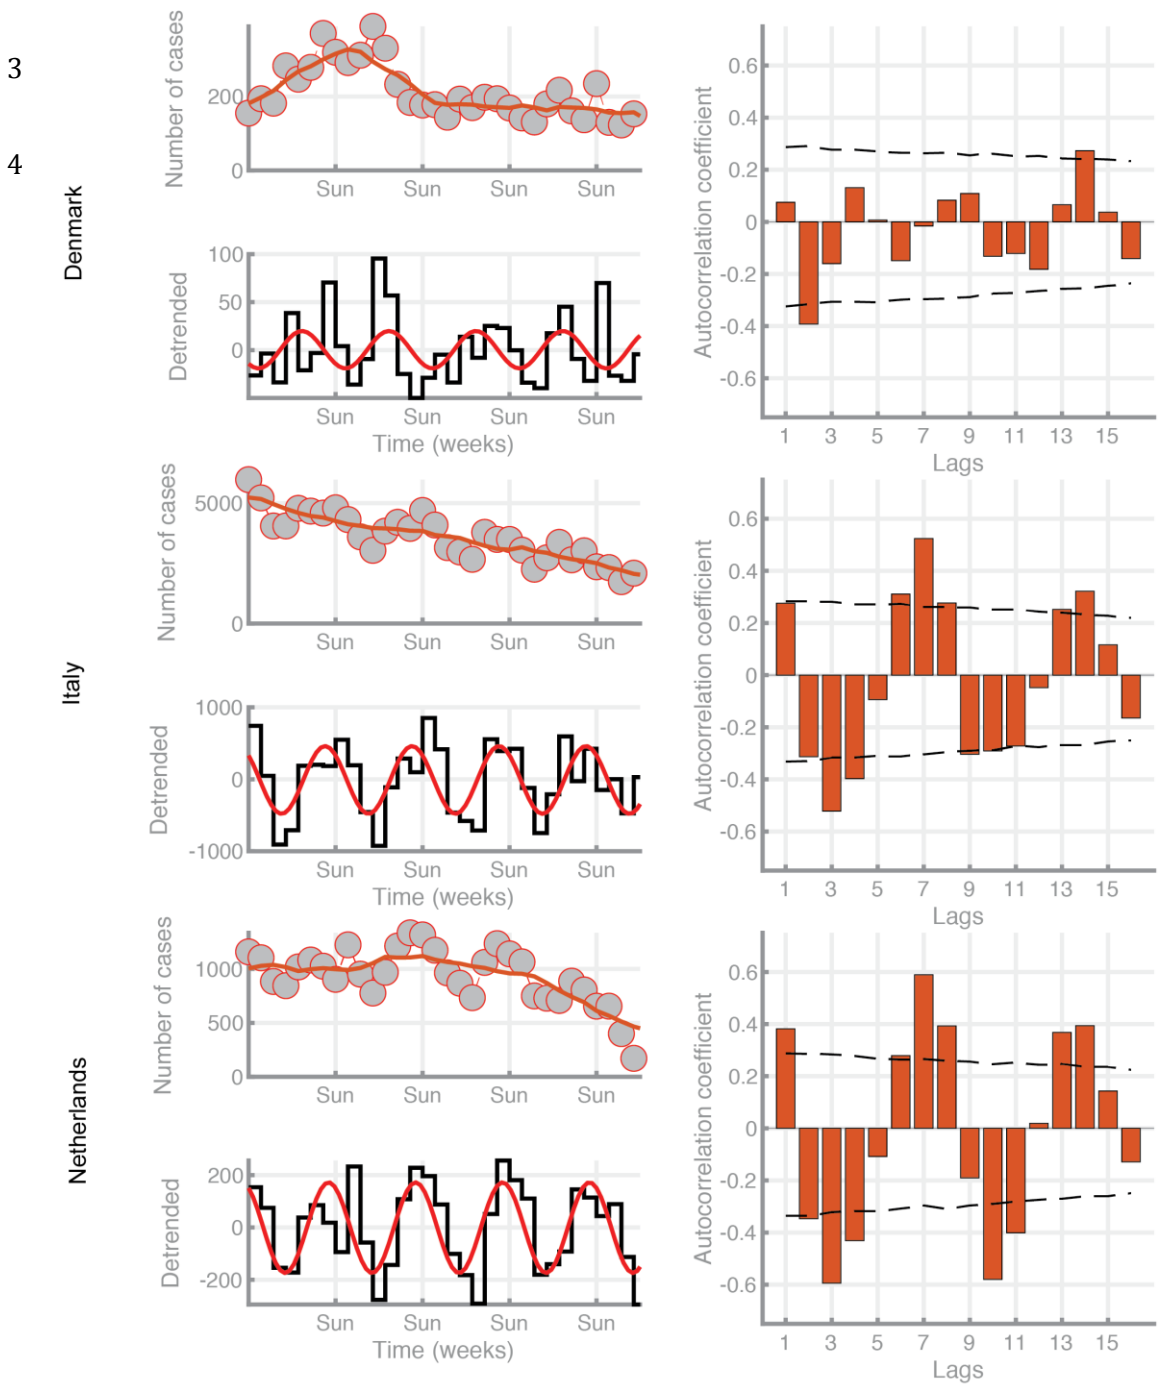 3
4
Denmark
Number of cases
200
0
Sun Sun Sun Sun
Detrended
100
50
0
Sun Sun Sun Sun
Time (weeks)
Autocorrelation coefficient
0.6
0.4
0.2
0
-0.2
-0.4
-0.6
1 3 5 7 9 11 13 15
Lags
Italy
Number of cases
5000
0
Detrended
1000
0
-1000
Sun Sun Sun Sun
Time (weeks)
Autocorrelation coefficient
0.6
0.4
0.2
0
-0.2
-0.4
-0.6
1 3 5 7 9 11 13 15
Lags
Netherlands
Number of cases
1000
500
0
Sun Sun Sun Sun
Detrended
200
0
-200
Sun Sun Sun Sun
Time (weeks)
Autocorrelation coefficient
0.6
0.4
0.2
0
-0.2
-0.4
-0.6
1 3 5 7 9 11 13 15
Lags